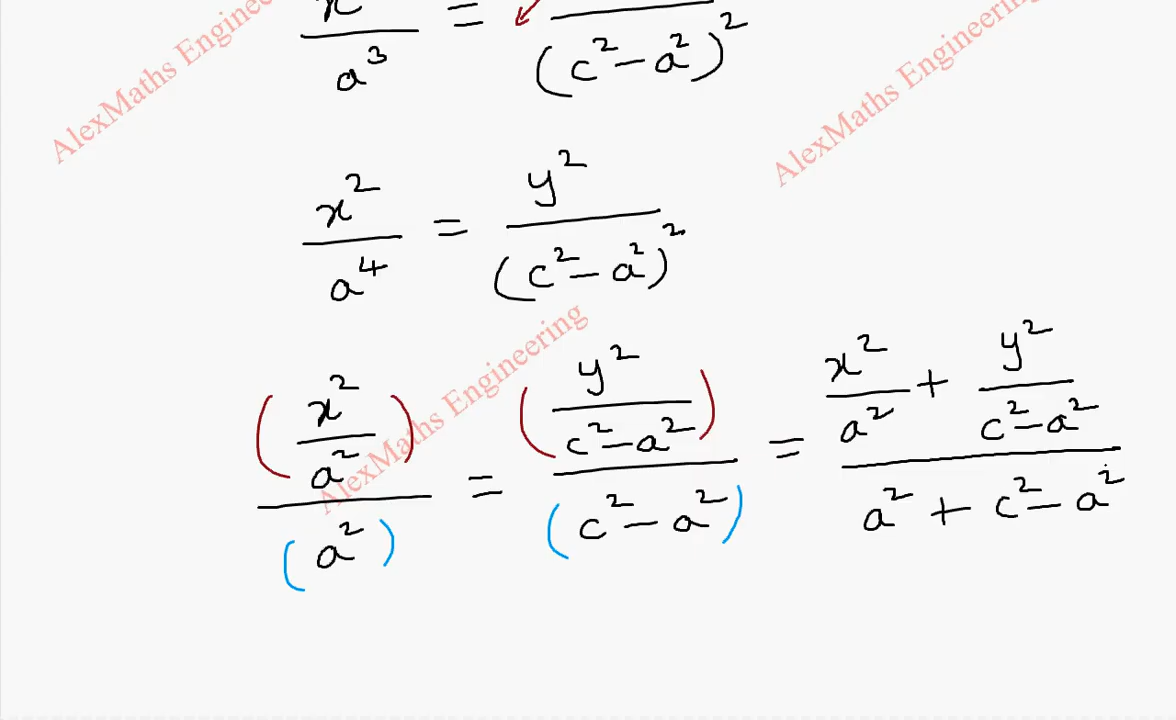 x / a³ = / (c² − a²)²
AlexMaths Engineering
AlexMaths Engineering
x² / a⁴ = y² / (c² − a²)²
AlexMaths Engineering
(x² / a²) / (a²) = (y² / (c² − a²)) / (c² − a²) = (x² / a² + y² / (c² − a²)) / (a² + c² − a²)